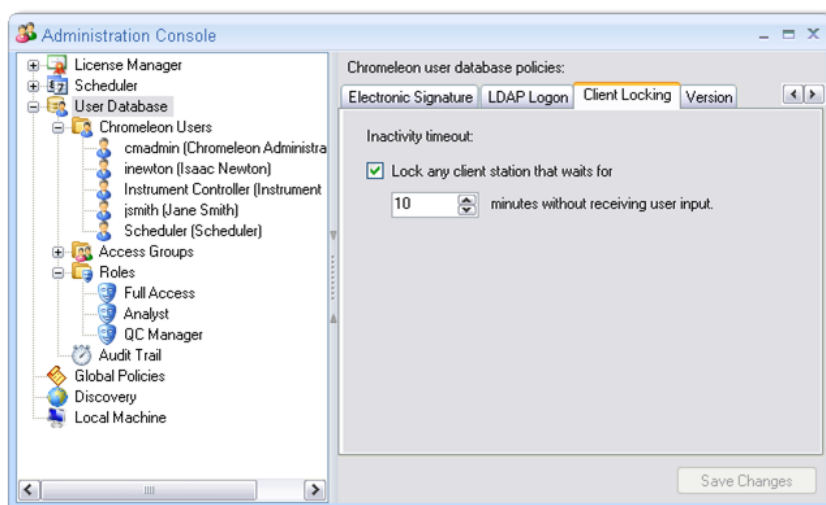 Administration Console
License Manager
Scheduler
User Database
Chromeleon Users
cmadmin (Chromeleon Administra
inewton (Isaac Newton)
Instrument Controller (Instrument
jsmith (Jane Smith)
Scheduler (Scheduler)
Access Groups
Roles
Full Access
Analyst
QC Manager
Audit Trail
Global Policies
Discovery
Local Machine
Chromeleon user database policies:
Electronic Signature
LDAP Logon
Client Locking
Version
Inactivity timeout:
Lock any client station that waits for
10 minutes without receiving user input.
Save Changes